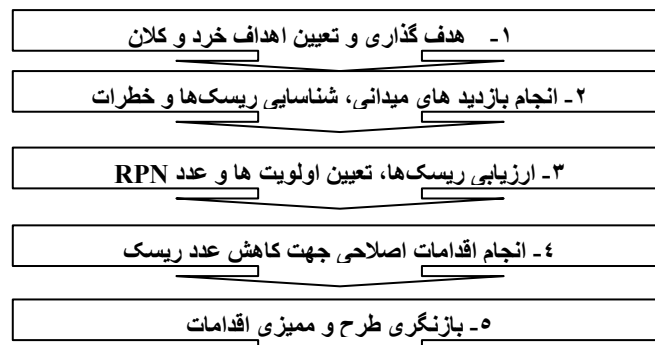 ۱- هدف گذاری و تعیین اهداف خرد و کلان
۲- انجام بازدید های میدانی، شناسایی ریسک‌ها و خطرات
۳- ارزیابی ریسک‌ها، تعیین اولویت ها و عدد RPN
٤- انجام اقدامات اصلاحی جهت کاهش عدد ریسک
٥- بازنگری طرح و ممیزی اقدامات